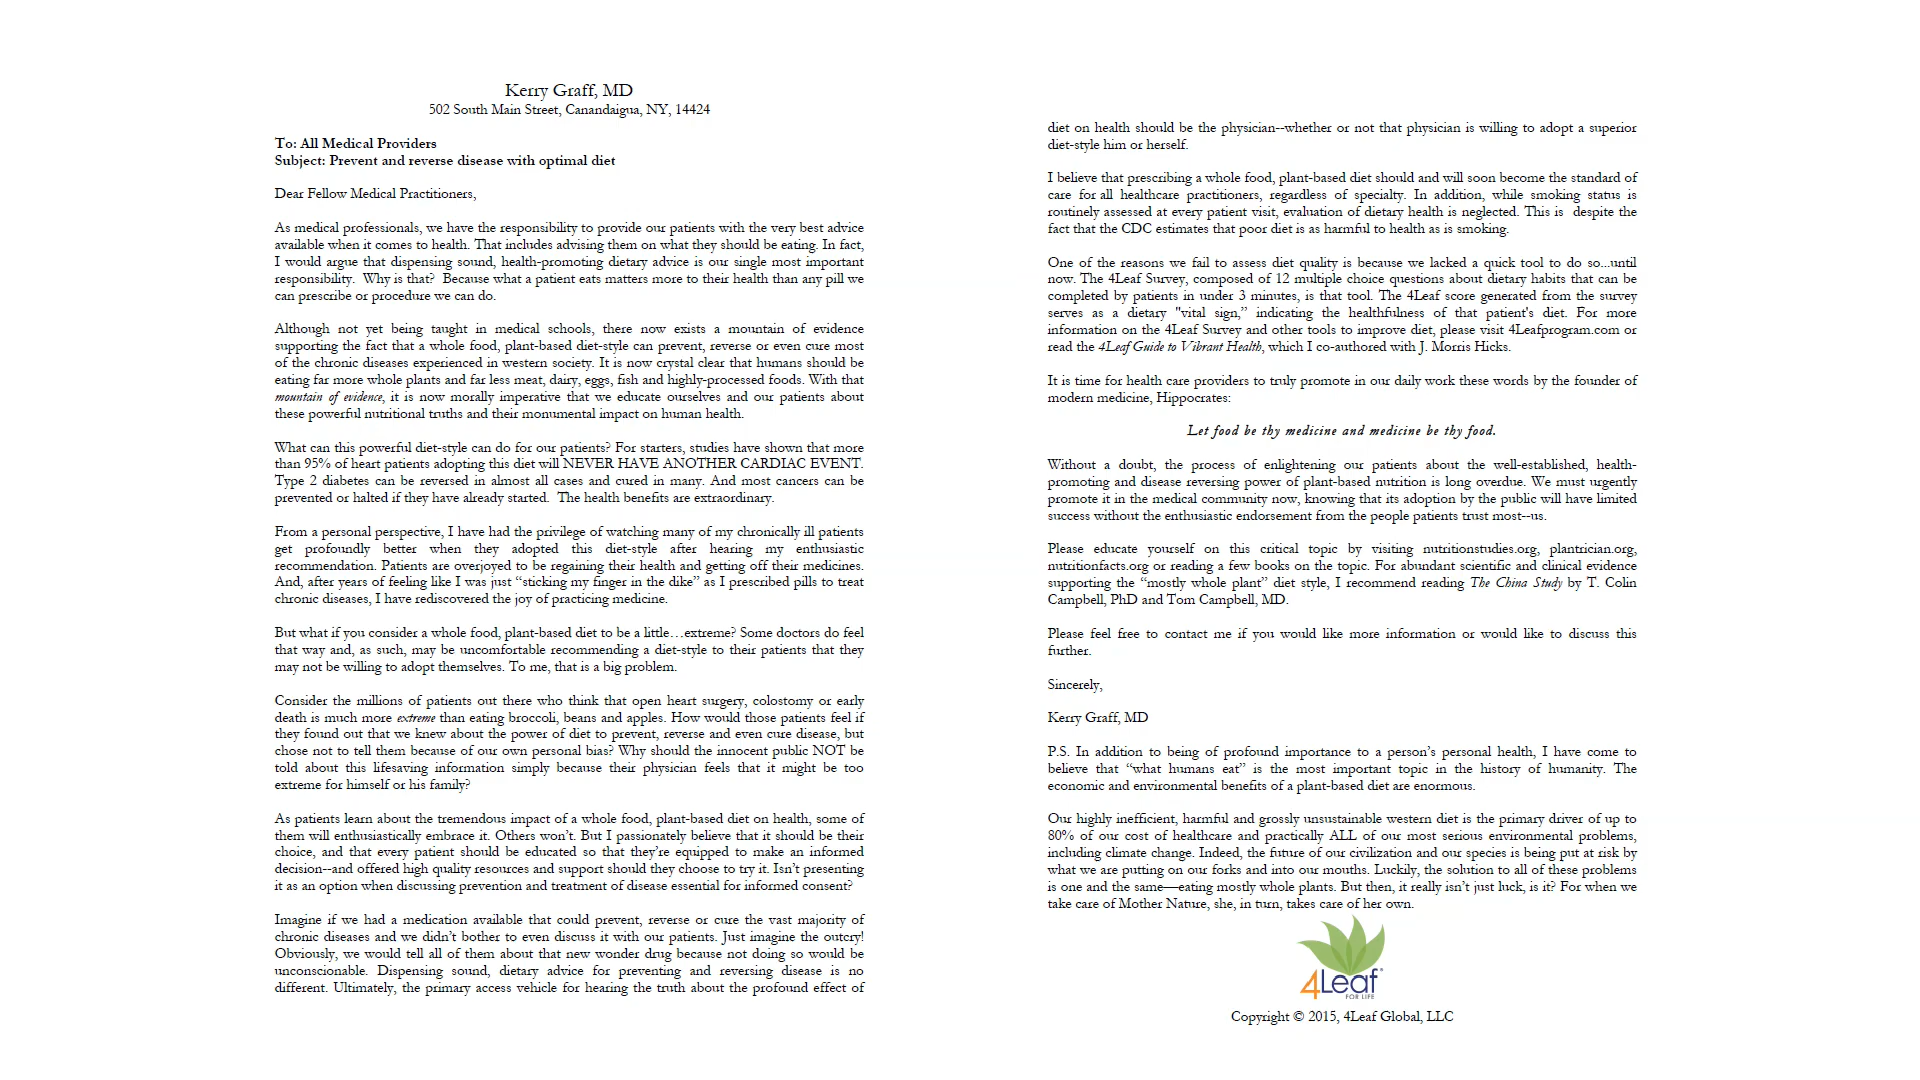 Kerry Graff, MD
502 South Main Street, Canandaigua, NY, 14424
To: All Medical Providers
Subject: Prevent and reverse disease with optimal diet
Dear Fellow Medical Practitioners,
As medical professionals, we have the responsibility to provide our patients with the very best advice
available when it comes to health. That includes advising them on what they should be eating. In fact,
I would argue that dispensing sound, health-promoting dietary advice is our single most important
responsibility.  Why is that?  Because what a patient eats matters more to their health than any pill we
can prescribe or procedure we can do.
Although not yet being taught in medical schools, there now exists a mountain of evidence
supporting the fact that a whole food, plant-based diet-style can prevent, reverse or even cure most
of the chronic diseases experienced in western society. It is now crystal clear that humans should be
eating far more whole plants and far less meat, dairy, eggs, fish and highly-processed foods. With that
mountain of evidence, it is now morally imperative that we educate ourselves and our patients about
these powerful nutritional truths and their monumental impact on human health.
What can this powerful diet-style can do for our patients? For starters, studies have shown that more
than 95% of heart patients adopting this diet will NEVER HAVE ANOTHER CARDIAC EVENT.
Type 2 diabetes can be reversed in almost all cases and cured in many. And most cancers can be
prevented or halted if they have already started.  The health benefits are extraordinary.
From a personal perspective, I have had the privilege of watching many of my chronically ill patients
get profoundly better when they adopted this diet-style after hearing my enthusiastic
recommendation. Patients are overjoyed to be regaining their health and getting off their medicines.
And, after years of feeling like I was just “sticking my finger in the dike” as I prescribed pills to treat
chronic diseases, I have rediscovered the joy of practicing medicine.
But what if you consider a whole food, plant-based diet to be a little…extreme? Some doctors do feel
that way and, as such, may be uncomfortable recommending a diet-style to their patients that they
may not be willing to adopt themselves. To me, that is a big problem.
Consider the millions of patients out there who think that open heart surgery, colostomy or early
death is much more extreme than eating broccoli, beans and apples. How would those patients feel if
they found out that we knew about the power of diet to prevent, reverse and even cure disease, but
chose not to tell them because of our own personal bias? Why should the innocent public NOT be
told about this lifesaving information simply because their physician feels that it might be too
extreme for himself or his family?
As patients learn about the tremendous impact of a whole food, plant-based diet on health, some of
them will enthusiastically embrace it. Others won’t. But I passionately believe that it should be their
choice, and that every patient should be educated so that they’re equipped to make an informed
decision--and offered high quality resources and support should they choose to try it. Isn’t presenting
it as an option when discussing prevention and treatment of disease essential for informed consent?
Imagine if we had a medication available that could prevent, reverse or cure the vast majority of
chronic diseases and we didn’t bother to even discuss it with our patients. Just imagine the outcry!
Obviously, we would tell all of them about that new wonder drug because not doing so would be
unconscionable. Dispensing sound, dietary advice for preventing and reversing disease is no
different. Ultimately, the primary access vehicle for hearing the truth about the profound effect of
diet on health should be the physician--whether or not that physician is willing to adopt a superior
diet-style him or herself.
I believe that prescribing a whole food, plant-based diet should and will soon become the standard of
care for all healthcare practitioners, regardless of specialty. In addition, while smoking status is
routinely assessed at every patient visit, evaluation of dietary health is neglected. This is  despite the
fact that the CDC estimates that poor diet is as harmful to health as is smoking.
One of the reasons we fail to assess diet quality is because we lacked a quick tool to do so...until
now. The 4Leaf Survey, composed of 12 multiple choice questions about dietary habits that can be
completed by patients in under 3 minutes, is that tool. The 4Leaf score generated from the survey
serves as a dietary "vital sign,” indicating the healthfulness of that patient's diet. For more
information on the 4Leaf Survey and other tools to improve diet, please visit 4Leafprogram.com or
read the 4Leaf Guide to Vibrant Health, which I co-authored with J. Morris Hicks.
It is time for health care providers to truly promote in our daily work these words by the founder of
modern medicine, Hippocrates:
Let food be thy medicine and medicine be thy food.
Without a doubt, the process of enlightening our patients about the well-established, health-
promoting and disease reversing power of plant-based nutrition is long overdue. We must urgently
promote it in the medical community now, knowing that its adoption by the public will have limited
success without the enthusiastic endorsement from the people patients trust most--us.
Please educate yourself on this critical topic by visiting nutritionstudies.org, plantrician.org,
nutritionfacts.org or reading a few books on the topic. For abundant scientific and clinical evidence
supporting the “mostly whole plant” diet style, I recommend reading The China Study by T. Colin
Campbell, PhD and Tom Campbell, MD.
Please feel free to contact me if you would like more information or would like to discuss this
further.
Sincerely,
Kerry Graff, MD
P.S. In addition to being of profound importance to a person’s personal health, I have come to
believe that “what humans eat” is the most important topic in the history of humanity. The
economic and environmental benefits of a plant-based diet are enormous.
Our highly inefficient, harmful and grossly unsustainable western diet is the primary driver of up to
80% of our cost of healthcare and practically ALL of our most serious environmental problems,
including climate change. Indeed, the future of our civilization and our species is being put at risk by
what we are putting on our forks and into our mouths. Luckily, the solution to all of these problems
is one and the same—eating mostly whole plants. But then, it really isn’t just luck, is it? For when we
take care of Mother Nature, she, in turn, takes care of her own.
4Leaf
FOR LIFE
Copyright © 2015, 4Leaf Global, LLC